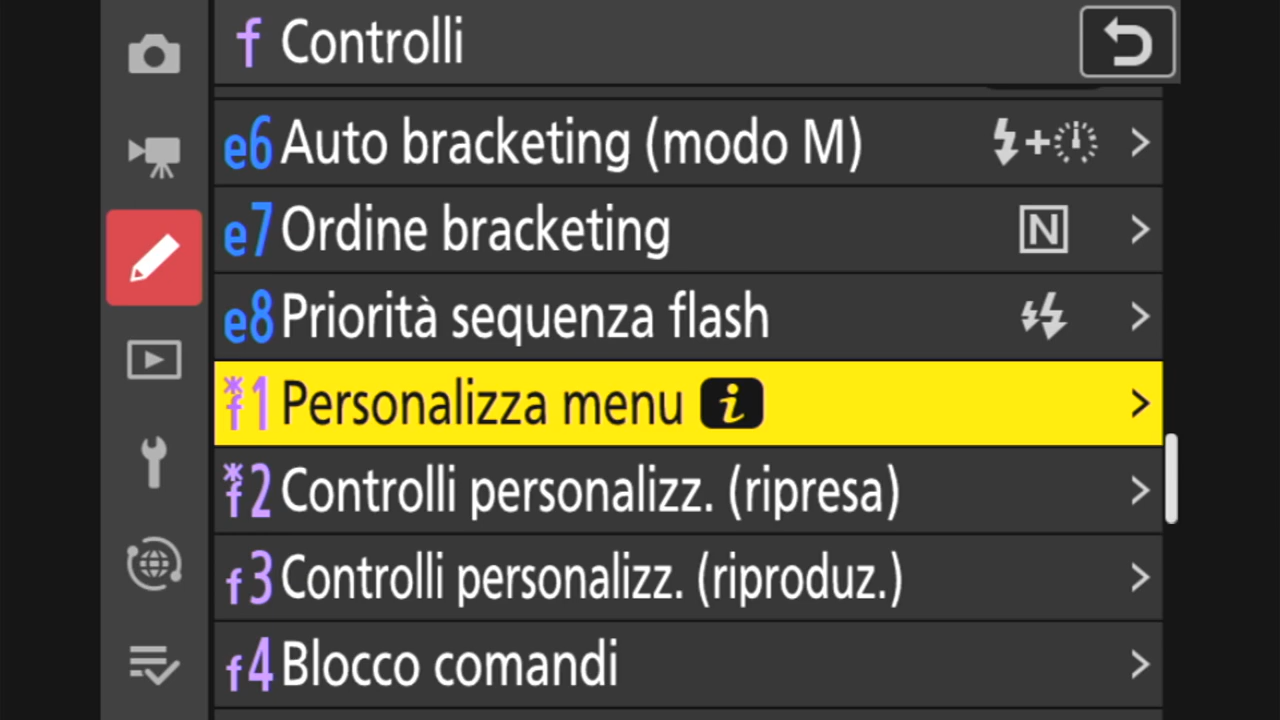 f Controlli
e6 Auto bracketing (modo M)
e7 Ordine bracketing N
e8 Priorità sequenza flash
*f1 Personalizza menu i
*f2 Controlli personalizz. (ripresa)
f3 Controlli personalizz. (riproduz.)
f4 Blocco comandi